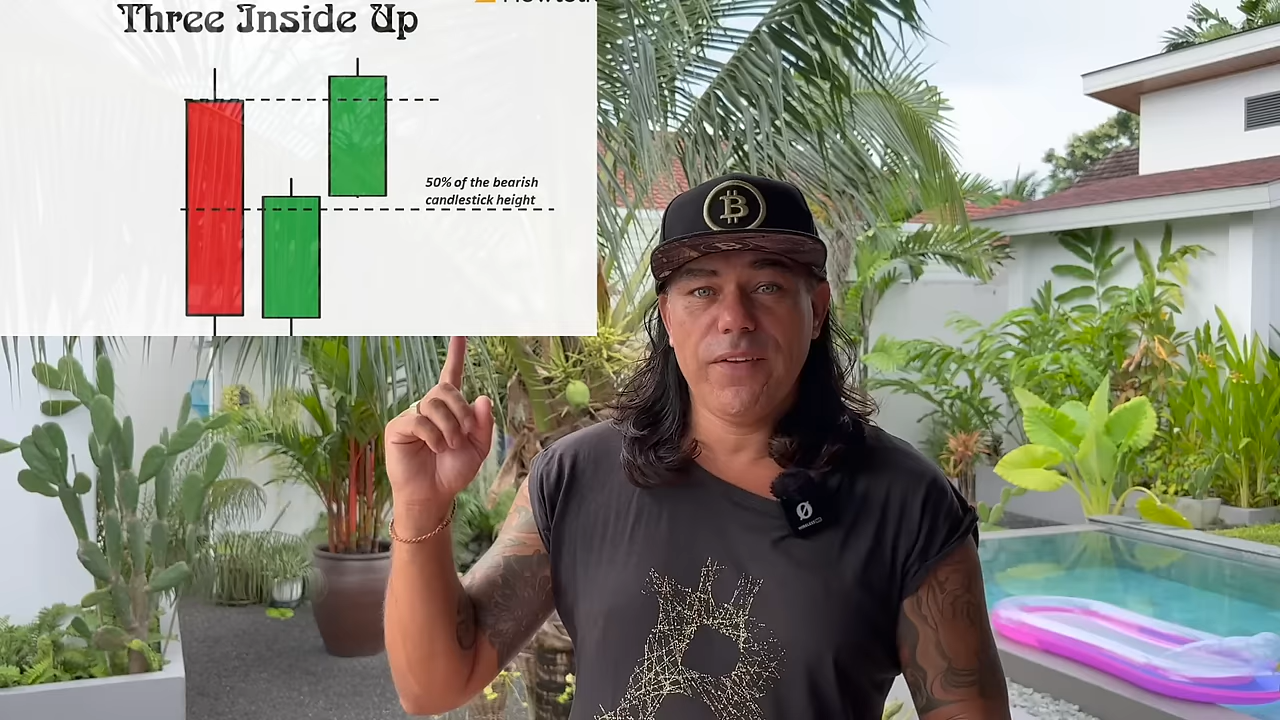 Three Inside Up
50% of the bearish
candlestick height